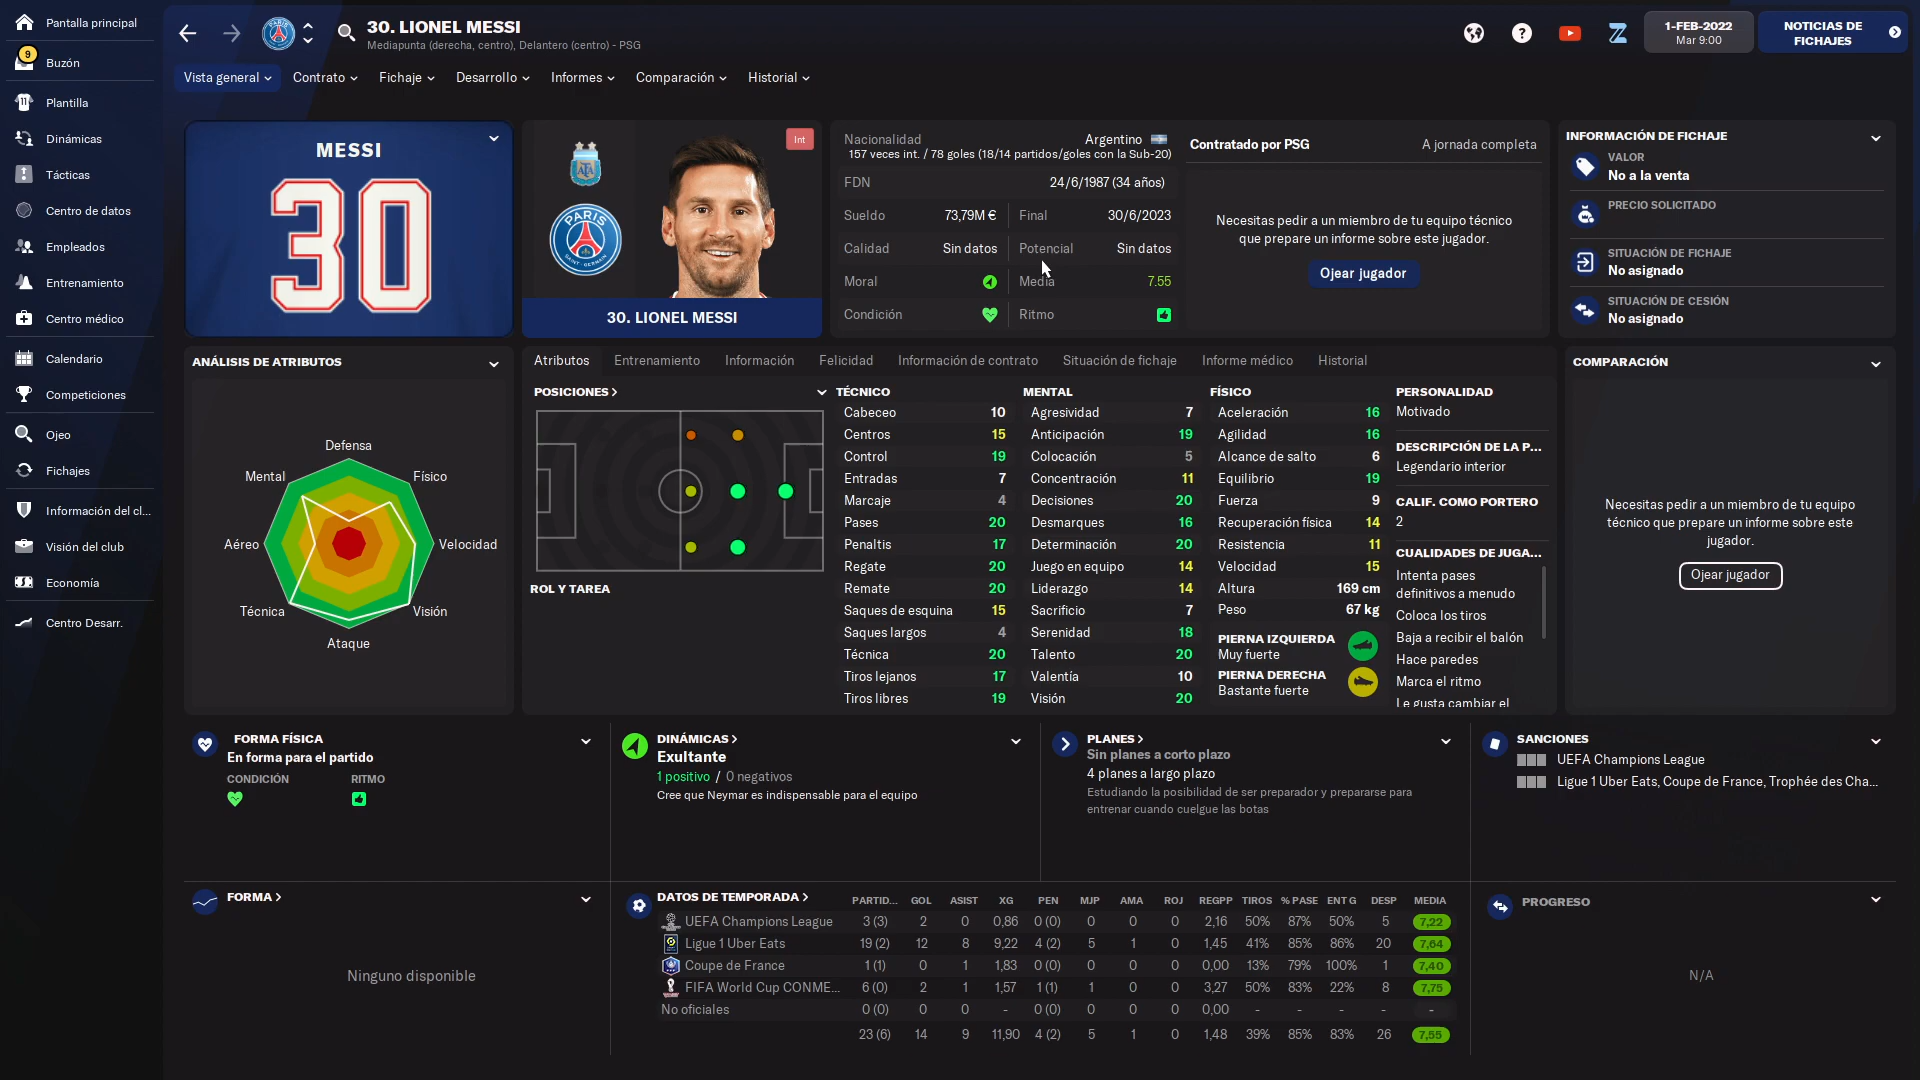 Pantalla principal
9
Buzón
Plantilla
Dinámicas
Tácticas
Centro de datos
Empleados
Entrenamiento
Centro médico
Calendario
Competiciones
Ojeo
Fichajes
Información del cl...
Visión del club
Economía
Centro Desarr.
30. LIONEL MESSI
Mediapunta (derecha, centro), Delantero (centro) - PSG
1-FEB-2022
Mar 9:00
NOTICIAS DE
FICHAJES
Vista general
Contrato
Fichaje
Desarrollo
Informes
Comparación
Historial
MESSI
30
AFA
PARIS
SAINT-GERMAIN
Int
30. LIONEL MESSI
Nacionalidad Argentino
157 veces int. / 78 goles (18/14 partidos/goles con la Sub-20)
FDN 24/6/1987 (34 años)
Sueldo 73,79M € Final 30/6/2023
Calidad Sin datos Potencial Sin datos
Moral Media 7.55
Condición Ritmo
Contratado por PSG A jornada completa
Necesitas pedir a un miembro de tu equipo técnico
que prepare un informe sobre este jugador.
Ojear jugador
INFORMACIÓN DE FICHAJE
VALOR
No a la venta
PRECIO SOLICITADO
SITUACIÓN DE FICHAJE
No asignado
SITUACIÓN DE CESIÓN
No asignado
ANÁLISIS DE ATRIBUTOS
Defensa
Mental Físico
Aéreo Velocidad
Técnica Visión
Ataque
Atributos Entrenamiento Información Felicidad Información de contrato Situación de fichaje Informe médico Historial
POSICIONES
ROL Y TAREA
TÉCNICO
Cabeceo 10
Centros 15
Control 19
Entradas 7
Marcaje 4
Pases 20
Penaltis 17
Regate 20
Remate 20
Saques de esquina 15
Saques largos 4
Técnica 20
Tiros lejanos 17
Tiros libres 19
MENTAL
Agresividad 7
Anticipación 19
Colocación 5
Concentración 11
Decisiones 20
Desmarques 16
Determinación 20
Juego en equipo 14
Liderazgo 14
Sacrificio 7
Serenidad 18
Talento 20
Valentía 10
Visión 20
FÍSICO
Aceleración 16
Agilidad 16
Alcance de salto 6
Equilibrio 19
Fuerza 9
Recuperación física 14
Resistencia 11
Velocidad 15
Altura 169 cm
Peso 67 kg
PIERNA IZQUIERDA
Muy fuerte
PIERNA DERECHA
Bastante fuerte
PERSONALIDAD
Motivado
DESCRIPCIÓN DE LA P...
Legendario interior
CALIF. COMO PORTERO
2
CUALIDADES DE JUGA...
Intenta pases
definitivos a menudo
Coloca los tiros
Baja a recibir el balón
Hace paredes
Marca el ritmo
Le gusta cambiar el
COMPARACIÓN
Necesitas pedir a un miembro de tu equipo
técnico que prepare un informe sobre este
jugador.
Ojear jugador
FORMA FÍSICA
En forma para el partido
CONDICIÓN RITMO
DINÁMICAS
Exultante
1 positivo / 0 negativos
Cree que Neymar es indispensable para el equipo
PLANES
Sin planes a corto plazo
4 planes a largo plazo
Estudiando la posibilidad de ser preparador y prepararse para
entrenar cuando cuelgue las botas
SANCIONES
UEFA Champions League
Ligue 1 Uber Eats, Coupe de France, Trophée des Cha...
FORMA
Ninguno disponible
DATOS DE TEMPORADA PARTID... GOL ASIST XG PEN MJP AMA ROJ REGPP TIROS % PASE ENT G DESP MEDIA
UEFA Champions League 3 (3) 2 0 0,86 0 (0) 0 0 0 2,16 50% 87% 50% 5 7,22
Ligue 1 Uber Eats 19 (2) 12 8 9,22 4 (2) 5 1 0 1,45 41% 85% 86% 20 7,64
Coupe de France 1 (1) 0 1 1,83 0 (0) 0 0 0 0,00 13% 79% 100% 1 7,40
FIFA World Cup CONME... 6 (0) 2 1 1,57 1 (1) 1 0 0 3,27 50% 83% 22% 8 7,75
No oficiales 0 (0) 0 0 - 0 (0) 0 0 0 0,00 - - - - -
23 (6) 14 9 11,90 4 (2) 5 1 0 1,48 39% 85% 83% 26 7,55
PROGRESO
N/A